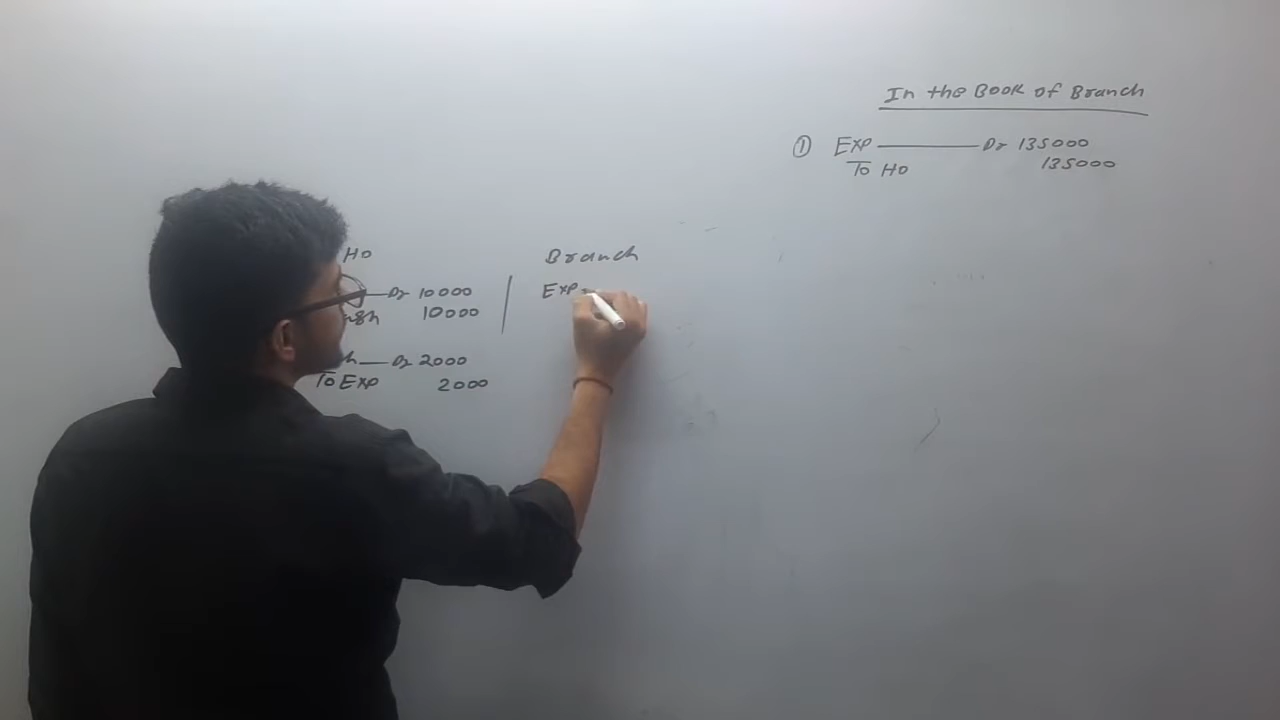 In the Book of Branch
① Exp ——— Dr 135000
To Ho 135000
Ho
— Dr 10000
10000
— Dr 2000
To Exp 2000
Branch
Exp